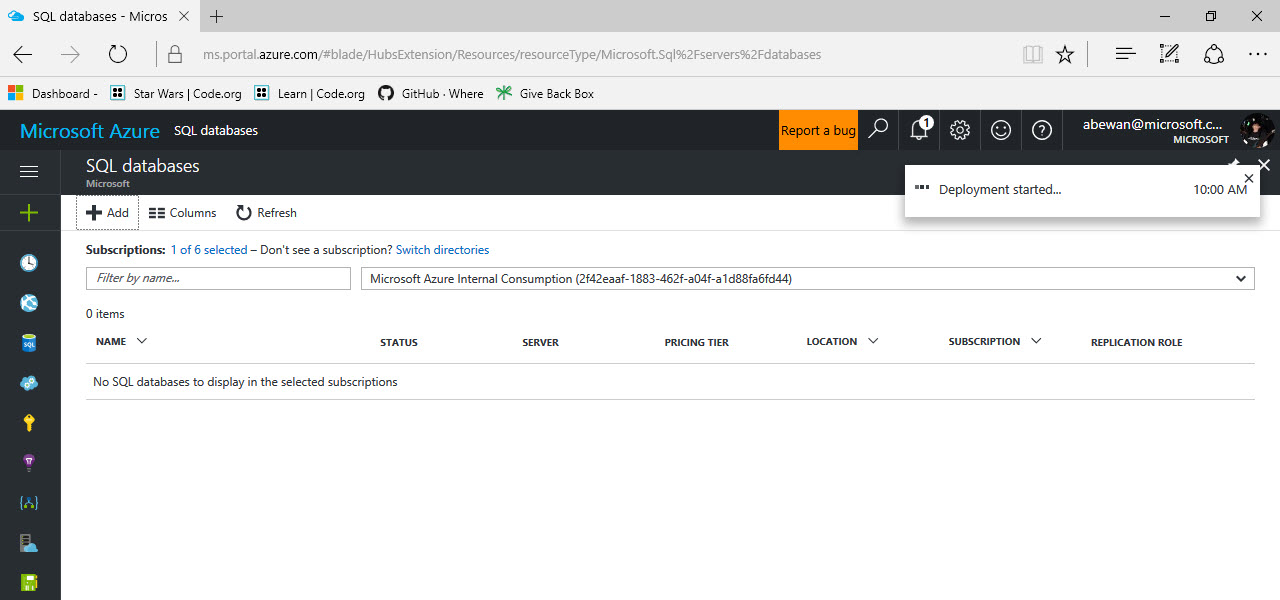 SQL databases - Micros
ms.portal.azure.com/#blade/HubsExtension/Resources/resourceType/Microsoft.Sql%2Fservers%2Fdatabases
Dashboard - Star Wars | Code.org Learn | Code.org GitHub · Where Give Back Box
Microsoft Azure SQL databases Report a bug 1 ? abewan@microsoft.c...
MICROSOFT
SQL databases
Microsoft
Deployment started... 10:00 AM
Add Columns Refresh
Subscriptions: 1 of 6 selected – Don't see a subscription? Switch directories
Filter by name... Microsoft Azure Internal Consumption (2f42eaaf-1883-462f-a04f-a1d88fa6fd44)
0 items
NAME STATUS SERVER PRICING TIER LOCATION SUBSCRIPTION REPLICATION ROLE
SQL
No SQL databases to display in the selected subscriptions